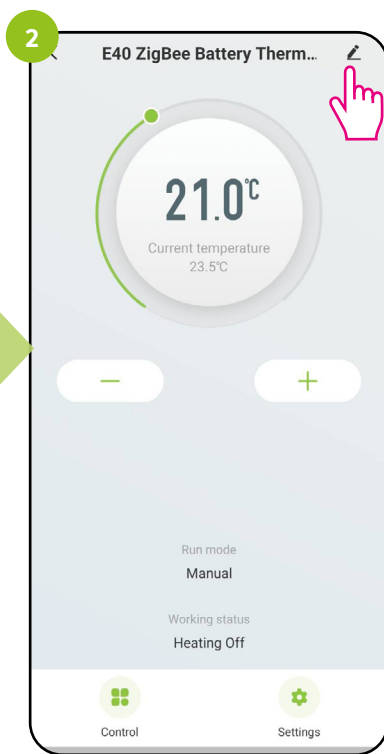 2
E40 ZigBee Battery Therm..
21.0℃
Current temperature
23.5℃
Run mode
Manual
Working status
Heating Off
Control
Settings